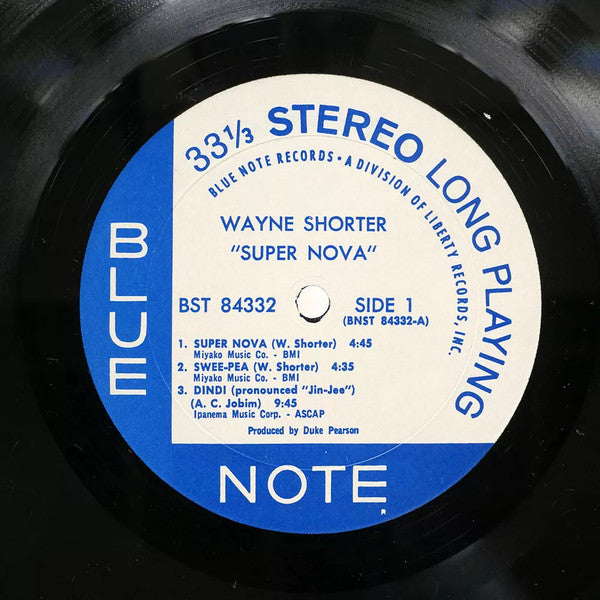 33⅓ STEREO LONG PLAYING
BLUE NOTE RECORDS • A DIVISION OF LIBERTY RECORDS, INC.
WAYNE SHORTER
"SUPER NOVA"
BST 84332 SIDE 1
(BNST 84332-A)
1. SUPER NOVA (W. Shorter) 4:45
Miyako Music Co. - BMI
2. SWEE-PEA (W. Shorter) 4:35
Miyako Music Co. - BMI
3. DINDI (pronounced "Jin-Jee")
(A. C. Jobim) 9:45
Ipanema Music Corp. - ASCAP
Produced by Duke Pearson
BLUE
NOTE
R